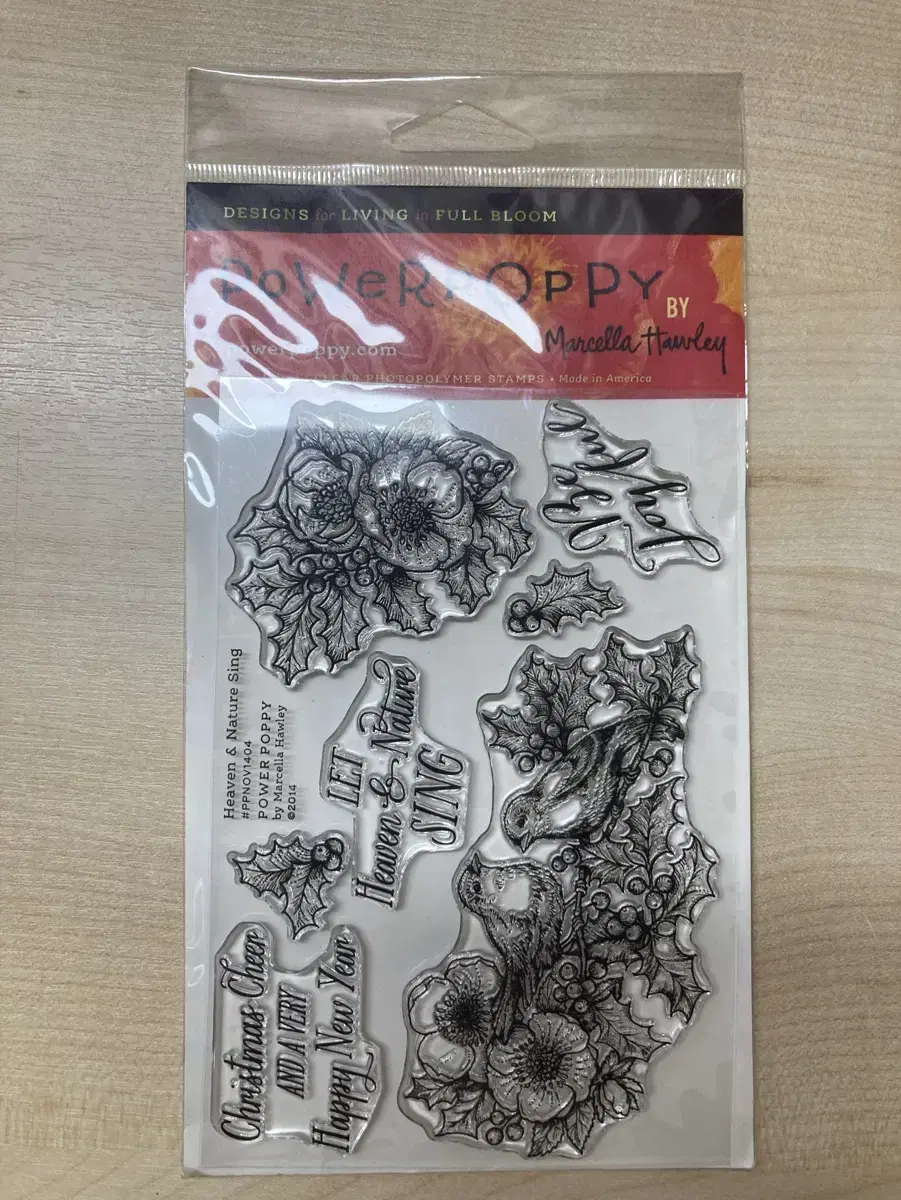 DESIGNS for LIVING in FULL BLOOM
PoWeRPOPPY
BY
Marcella Hawley
powerpoppy.com
CLEAR PHOTOPOLYMER STAMPS • Made in America
Heaven & Nature Sing
#PPNOV1404
POWER POPPY
by Marcella Hawley
©2014
LET
Heaven & Nature
SING
Christmas Cheer
AND A VERY
Happy New Year